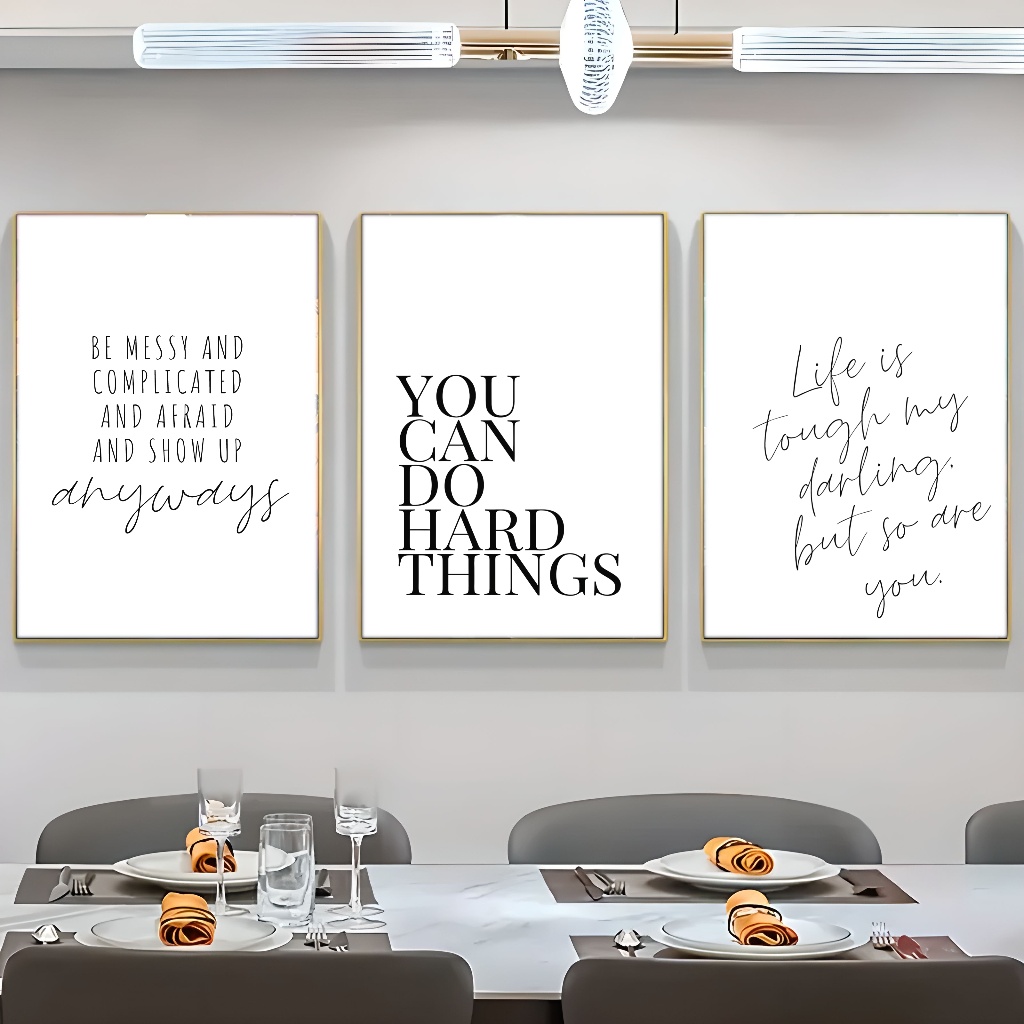 BE MESSY AND
COMPLICATED
AND AFRAID
AND SHOW UP
anyways
YOU
CAN
DO
HARD
THINGS
Life is
tough my
darling.
but so are
you.